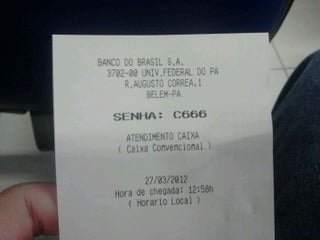 BANCO DO BRASIL S.A.
3702-00 UNIV.FEDERAL DO PA
R.AUGUSTO CORREA,1
BELEM-PA
SENHA: C666
ATENDIMENTO CAIXA
( Caixa Convencional )
27/03/2012
Hora de chegada: 12:58h
( Horario Local )